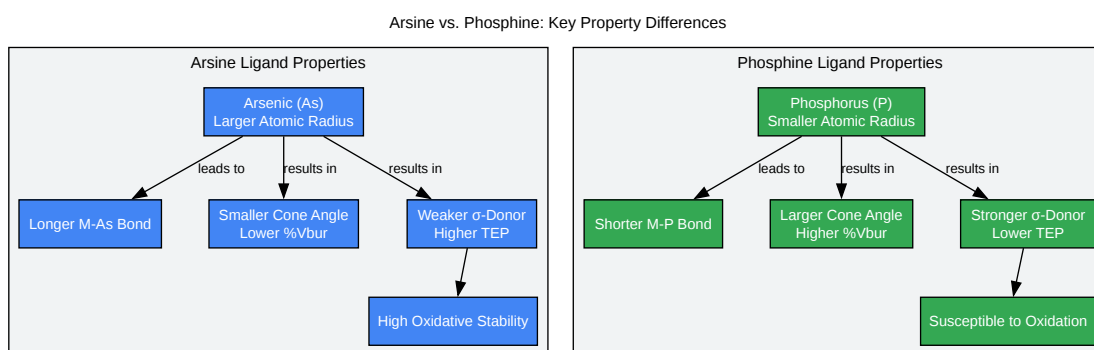 Arsine vs. Phosphine: Key Property Differences
Arsine Ligand Properties
Arsenic (As)
Larger Atomic Radius
leads to
results in
results in
Longer M-As Bond
Smaller Cone Angle
Lower %Vbur
Weaker σ-Donor
Higher TEP
High Oxidative Stability
Phosphine Ligand Properties
Phosphorus (P)
Smaller Atomic Radius
leads to
results in
results in
Shorter M-P Bond
Larger Cone Angle
Higher %Vbur
Stronger σ-Donor
Lower TEP
Susceptible to Oxidation